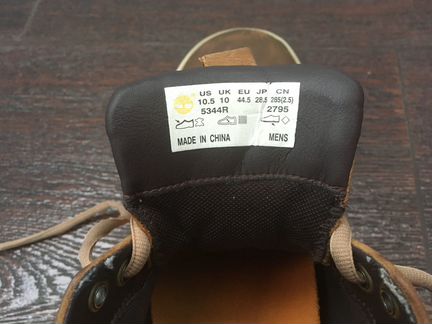 US UK EU JP CN
10.5 10 44.5 28.5 285(2.5)
5344R 2795
MADE IN CHINA MENS